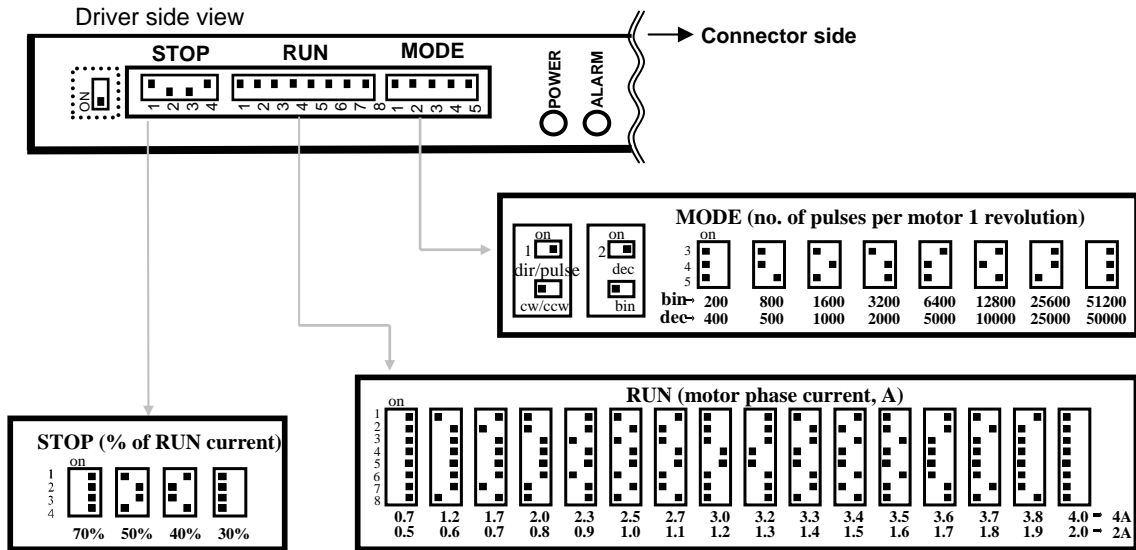 Driver side view
Connector side
STOP RUN MODE
ON
1 2 3 4 1 2 3 4 5 6 7 8 1 2 3 4 5
POWER
ALARM
MODE (no. of pulses per motor 1 revolution)
on on on
1 2 3
dir/pulse dec 4
cw/ccw bin 5
bin 200 800 1600 3200 6400 12800 25600 51200
dec 400 500 1000 2000 5000 10000 25000 50000
RUN (motor phase current, A)
on
1
2
3
4
5
6
7
8
0.7 1.2 1.7 2.0 2.3 2.5 2.7 3.0 3.2 3.3 3.4 3.5 3.6 3.7 3.8 4.0 4A
0.5 0.6 0.7 0.8 0.9 1.0 1.1 1.2 1.3 1.4 1.5 1.6 1.7 1.8 1.9 2.0 2A
STOP (% of RUN current)
on
1
2
3
4
70% 50% 40% 30%